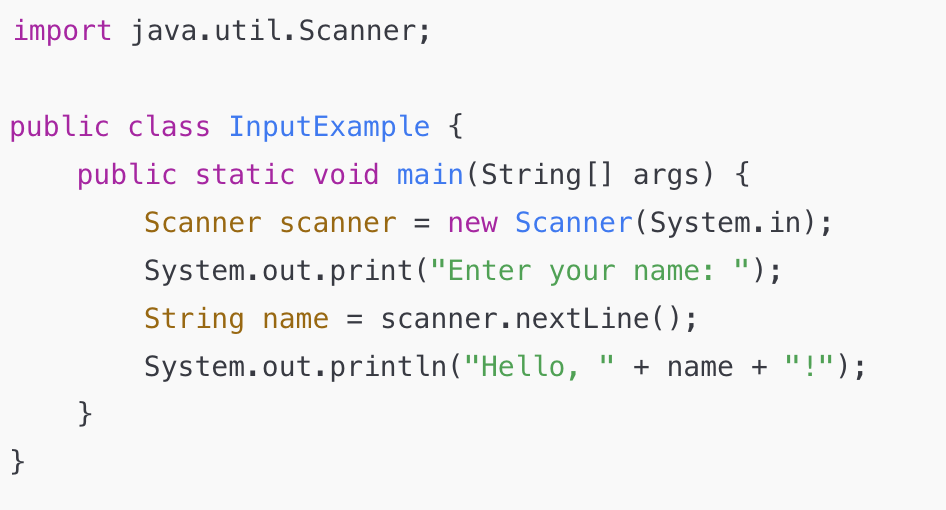 import java.util.Scanner;

public class InputExample {
    public static void main(String[] args) {
        Scanner scanner = new Scanner(System.in);
        System.out.print("Enter your name: ");
        String name = scanner.nextLine();
        System.out.println("Hello, " + name + "!");
    }
}